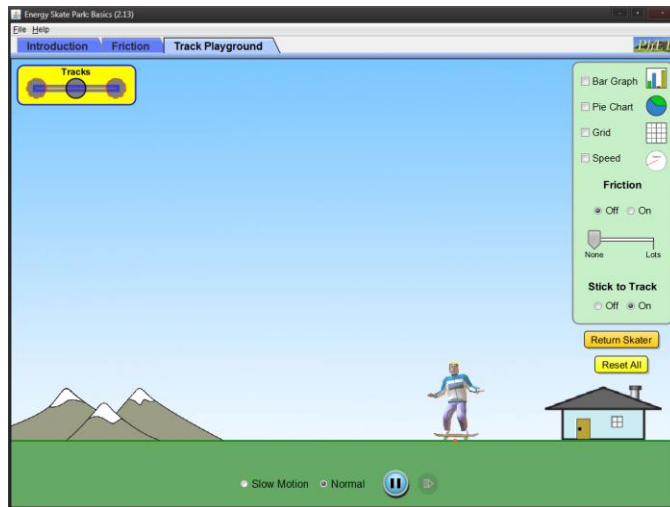 Energy Skate Park: Basics (2.13)
File Help
Introduction Friction Track Playground
Tracks
Bar Graph
Pie Chart
Grid
Speed
Friction
Off On
None Lots
Stick to Track
Off On
Return Skater
Reset All
Slow Motion Normal